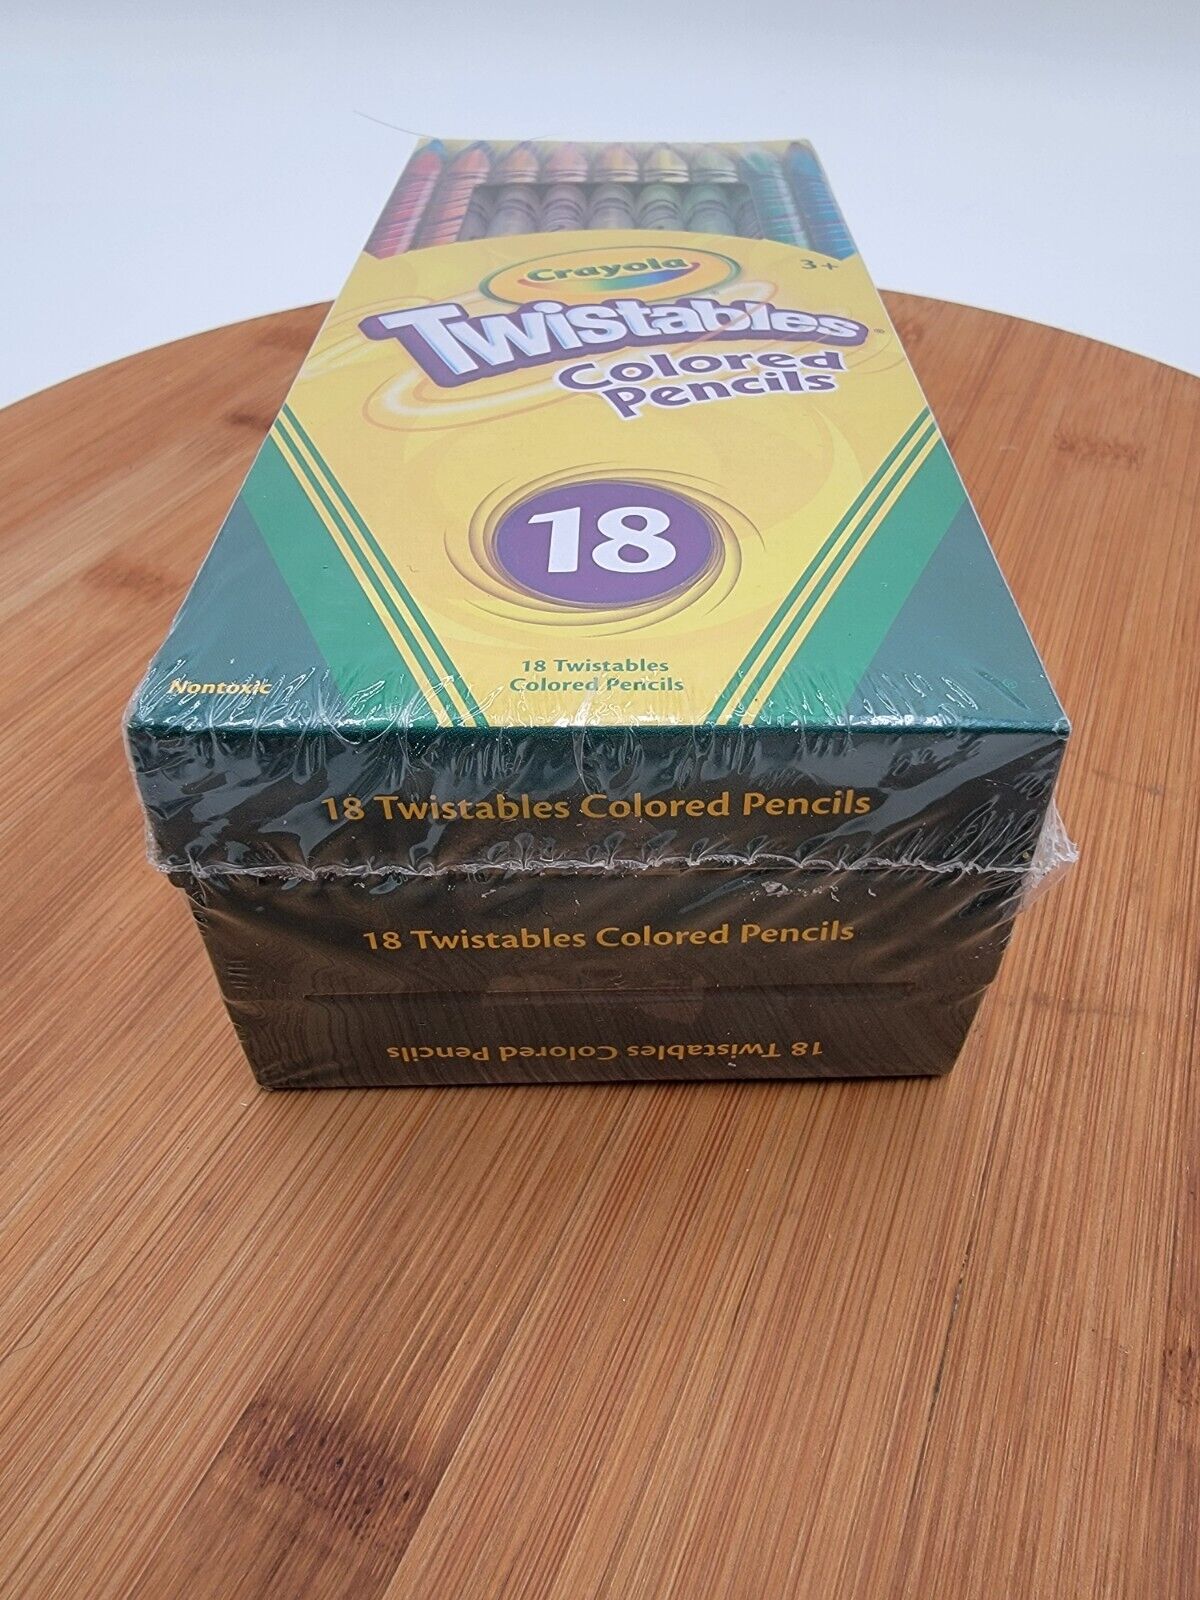 Crayola
3+
Twistables®
Colored
Pencils
18
18 Twistables
Colored Pencils
Nontoxic
18 Twistables Colored Pencils
18 Twistables Colored Pencils
18 Twistables Colored Pencils